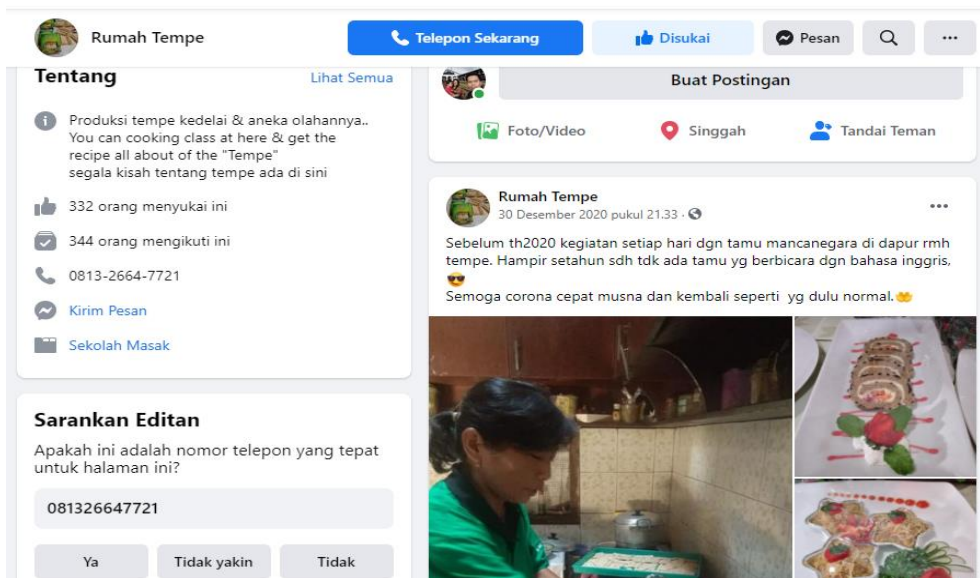 Rumah Tempe
Telepon Sekarang
Disukai
Pesan
Tentang
Lihat Semua
Produksi tempe kedelai & aneka olahannya..
You can cooking class at here & get the
recipe all about of the "Tempe"
segala kisah tentang tempe ada di sini
332 orang menyukai ini
344 orang mengikuti ini
0813-2664-7721
Kirim Pesan
Sekolah Masak
Sarankan Editan
Apakah ini adalah nomor telepon yang tepat
untuk halaman ini?
081326647721
Ya
Tidak yakin
Tidak
Buat Postingan
Foto/Video
Singgah
Tandai Teman
Rumah Tempe
30 Desember 2020 pukul 21.33 ·
Sebelum th2020 kegiatan setiap hari dgn tamu mancanegara di dapur rmh
tempe. Hampir setahun sdh tdk ada tamu yg berbicara dgn bahasa inggris,
😎
Semoga corona cepat musna dan kembali seperti  yg dulu normal.🤲